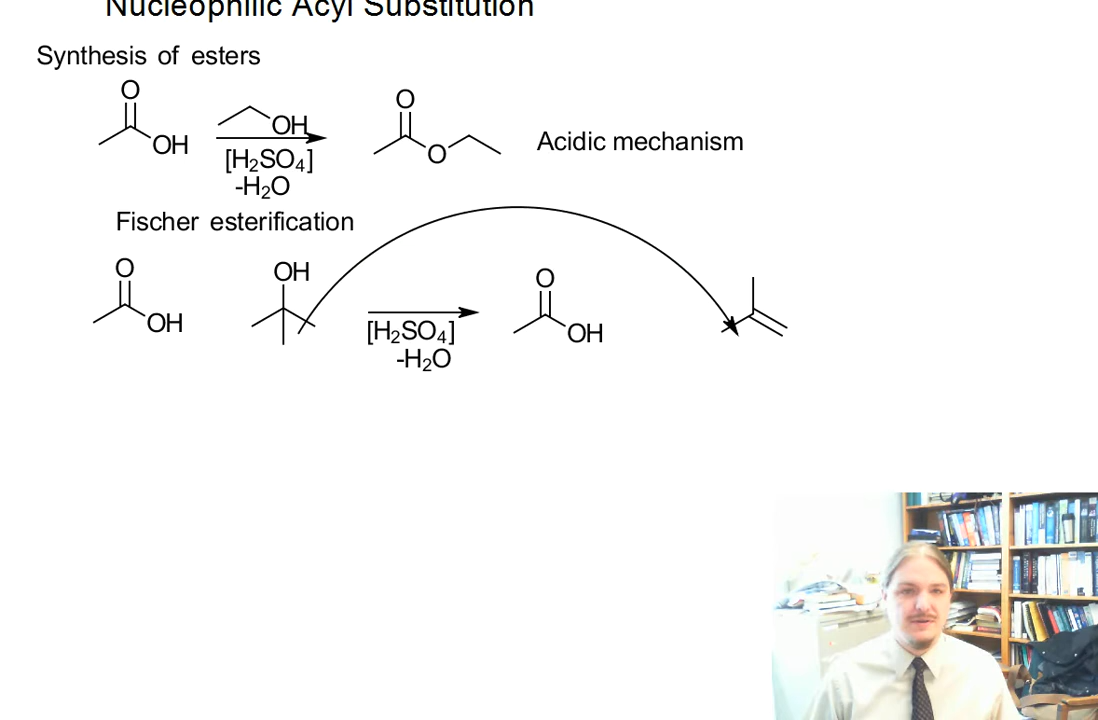 Nucleophilic Acyl Substitution
Synthesis of esters
O
OH
OH
[H₂SO₄]
-H₂O
O
O
Acidic mechanism
Fischer esterification
O
OH
OH
[H₂SO₄]
-H₂O
O
OH